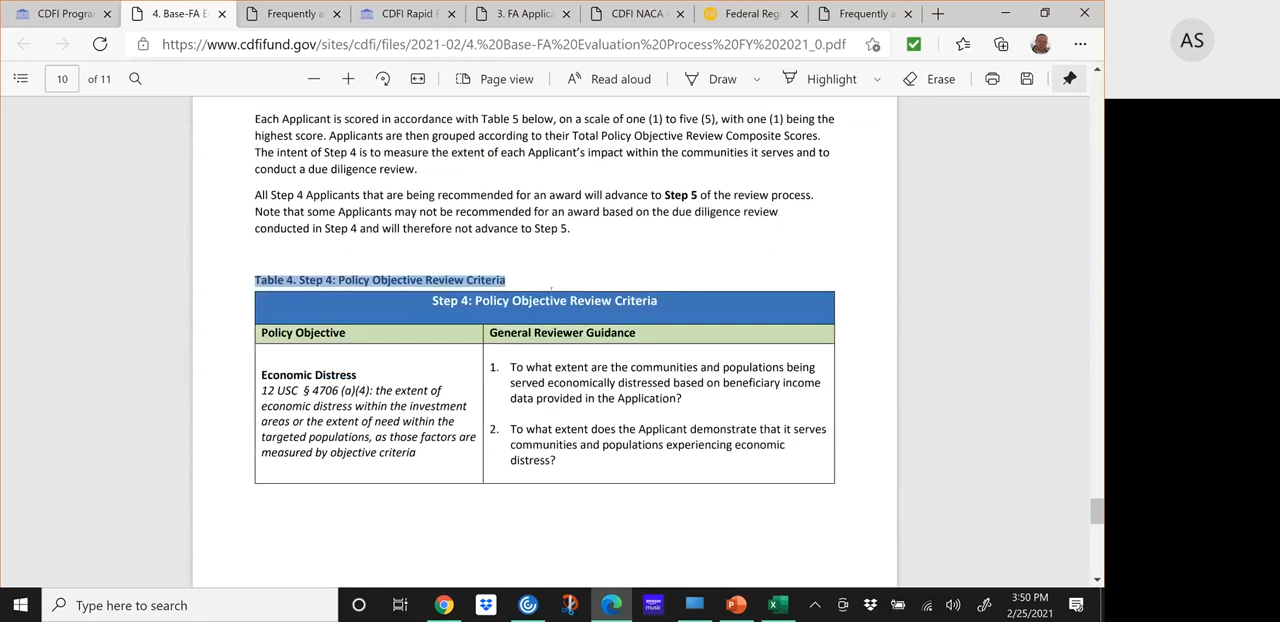 CDFI Program
4. Base-FA E
Frequently a
CDFI Rapid F
3. FA Applica
CDFI NACA
Federal Regi
Frequently a
AS
https://www.cdfifund.gov/sites/cdfi/files/2021-02/4.%20Base-FA%20Evaluation%20Process%20FY%202021_0.pdf
10 of 11
Page view
Read aloud
Draw
Highlight
Erase
Each Applicant is scored in accordance with Table 5 below, on a scale of one (1) to five (5), with one (1) being the
highest score. Applicants are then grouped according to their Total Policy Objective Review Composite Scores.
The intent of Step 4 is to measure the extent of each Applicant's impact within the communities it serves and to
conduct a due diligence review.
All Step 4 Applicants that are being recommended for an award will advance to Step 5 of the review process.
Note that some Applicants may not be recommended for an award based on the due diligence review
conducted in Step 4 and will therefore not advance to Step 5.
Table 4. Step 4: Policy Objective Review Criteria
Step 4: Policy Objective Review Criteria
Policy Objective
General Reviewer Guidance
Economic Distress
12 USC § 4706 (a)(4): the extent of
economic distress within the investment
areas or the extent of need within the
targeted populations, as those factors are
measured by objective criteria
1. To what extent are the communities and populations being
served economically distressed based on beneficiary income
data provided in the Application?
2. To what extent does the Applicant demonstrate that it serves
communities and populations experiencing economic
distress?
Type here to search
amazon
music
3:50 PM
2/25/2021